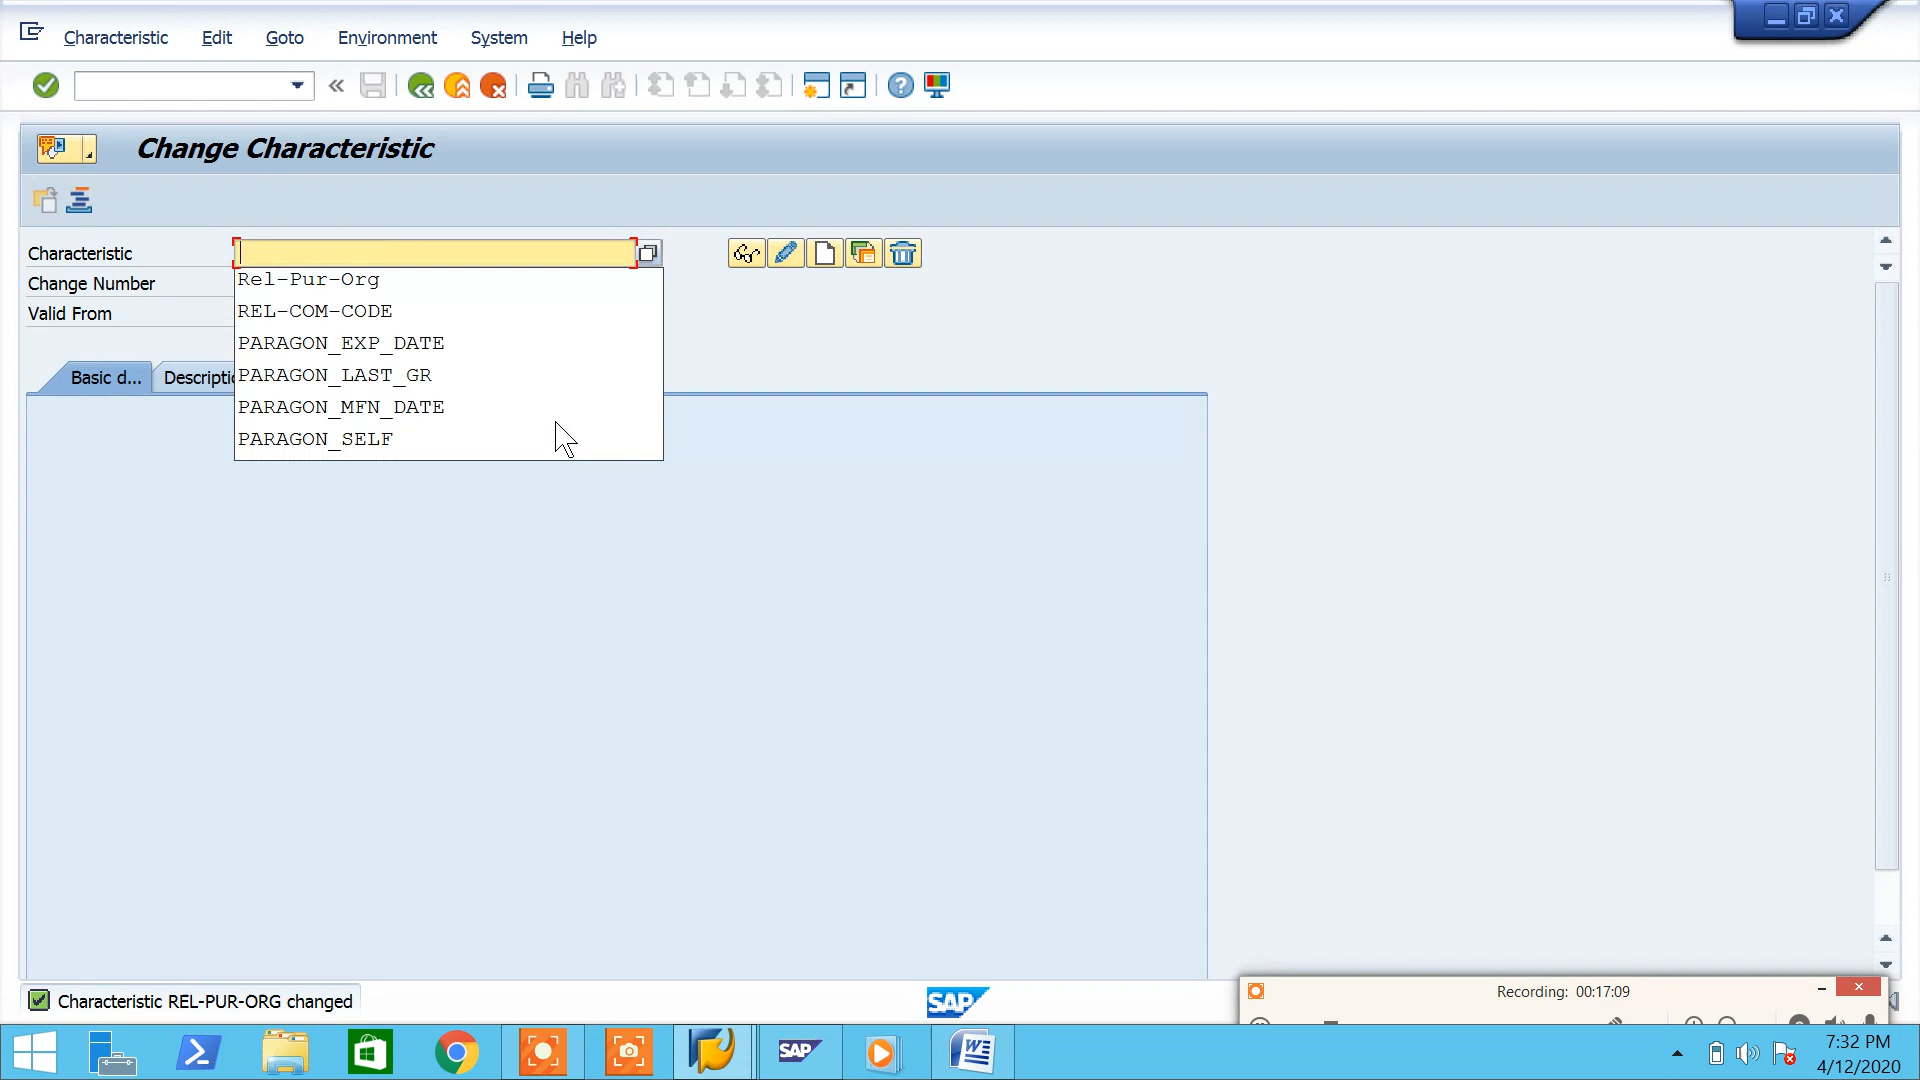 Characteristic Edit Goto Environment System Help
Change Characteristic
Characteristic
Change Number
Valid From
Rel-Pur-Org
REL-COM-CODE
PARAGON_EXP_DATE
PARAGON_LAST_GR
PARAGON_MFN_DATE
PARAGON_SELF
Basic d... Descriptio
Characteristic REL-PUR-ORG changed
SAP
Recording: 00:17:09
SAP
7:32 PM
4/12/2020